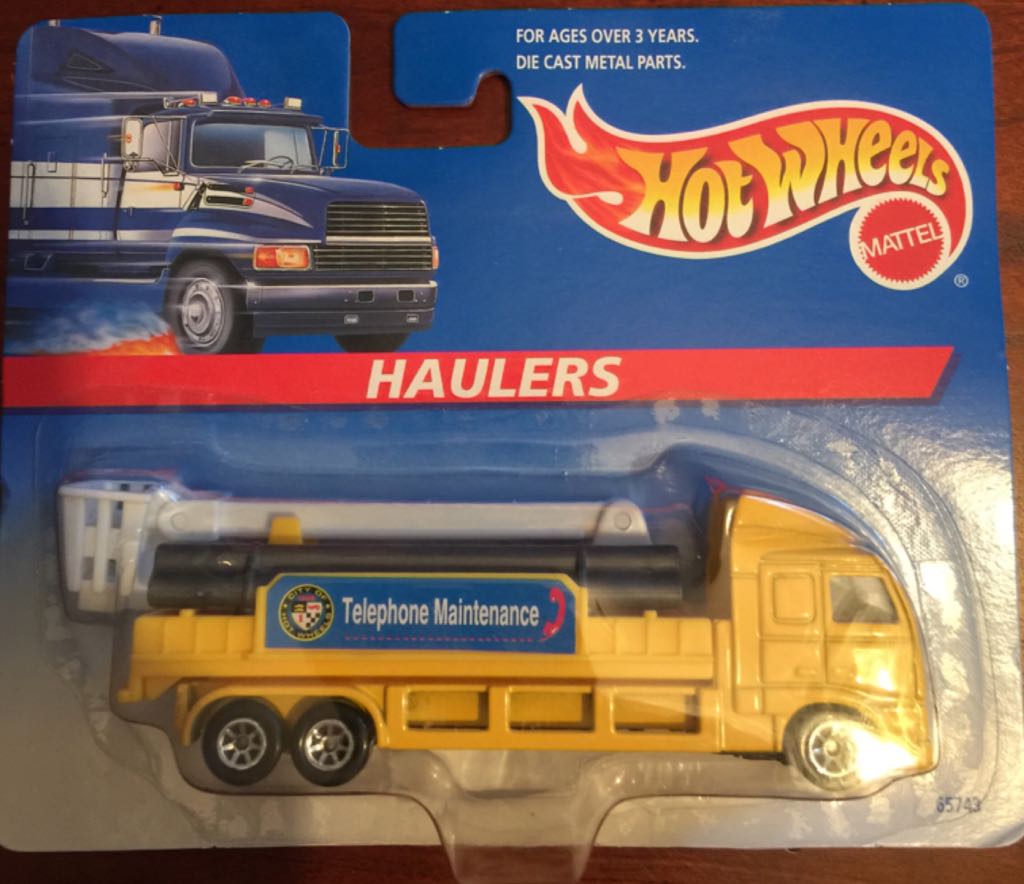 FOR AGES OVER 3 YEARS.
DIE CAST METAL PARTS.
HOT WHEELS
MATTEL
®
HAULERS
CITY OF
HOT WHEELS
Telephone Maintenance
65743